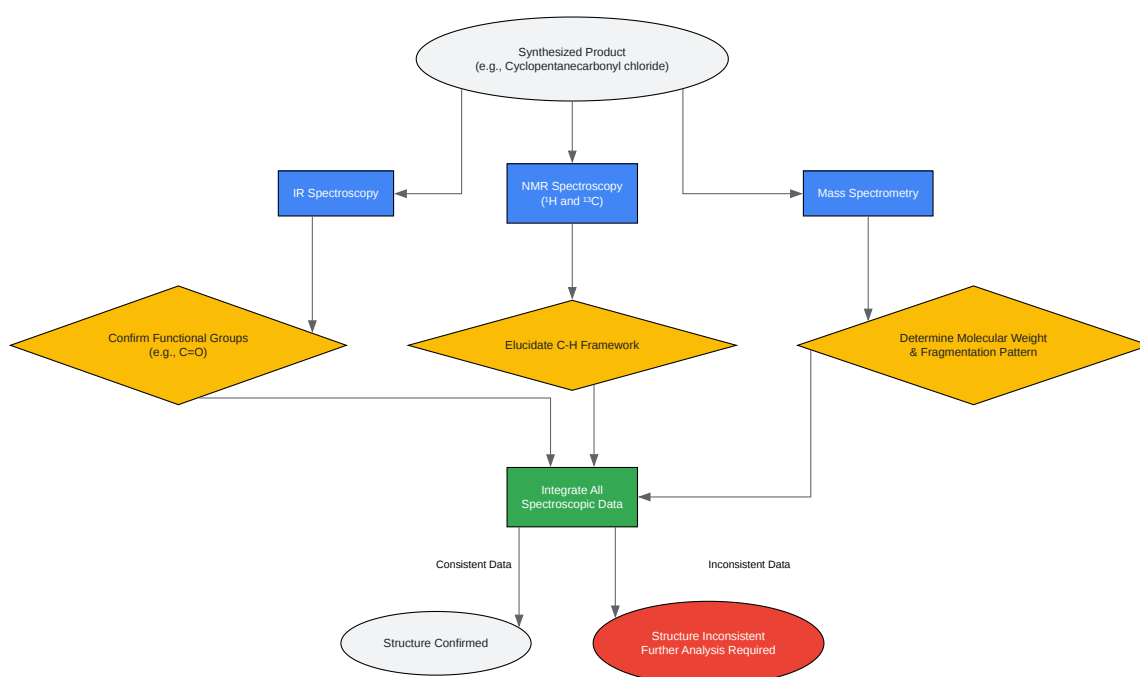 Synthesized Product
(e.g., Cyclopentanecarbonyl chloride)
IR Spectroscopy
NMR Spectroscopy
(¹H and ¹³C)
Mass Spectrometry
Confirm Functional Groups
(e.g., C=O)
Elucidate C-H Framework
Determine Molecular Weight
& Fragmentation Pattern
Integrate All
Spectroscopic Data
Consistent Data
Inconsistent Data
Structure Confirmed
Structure Inconsistent
Further Analysis Required